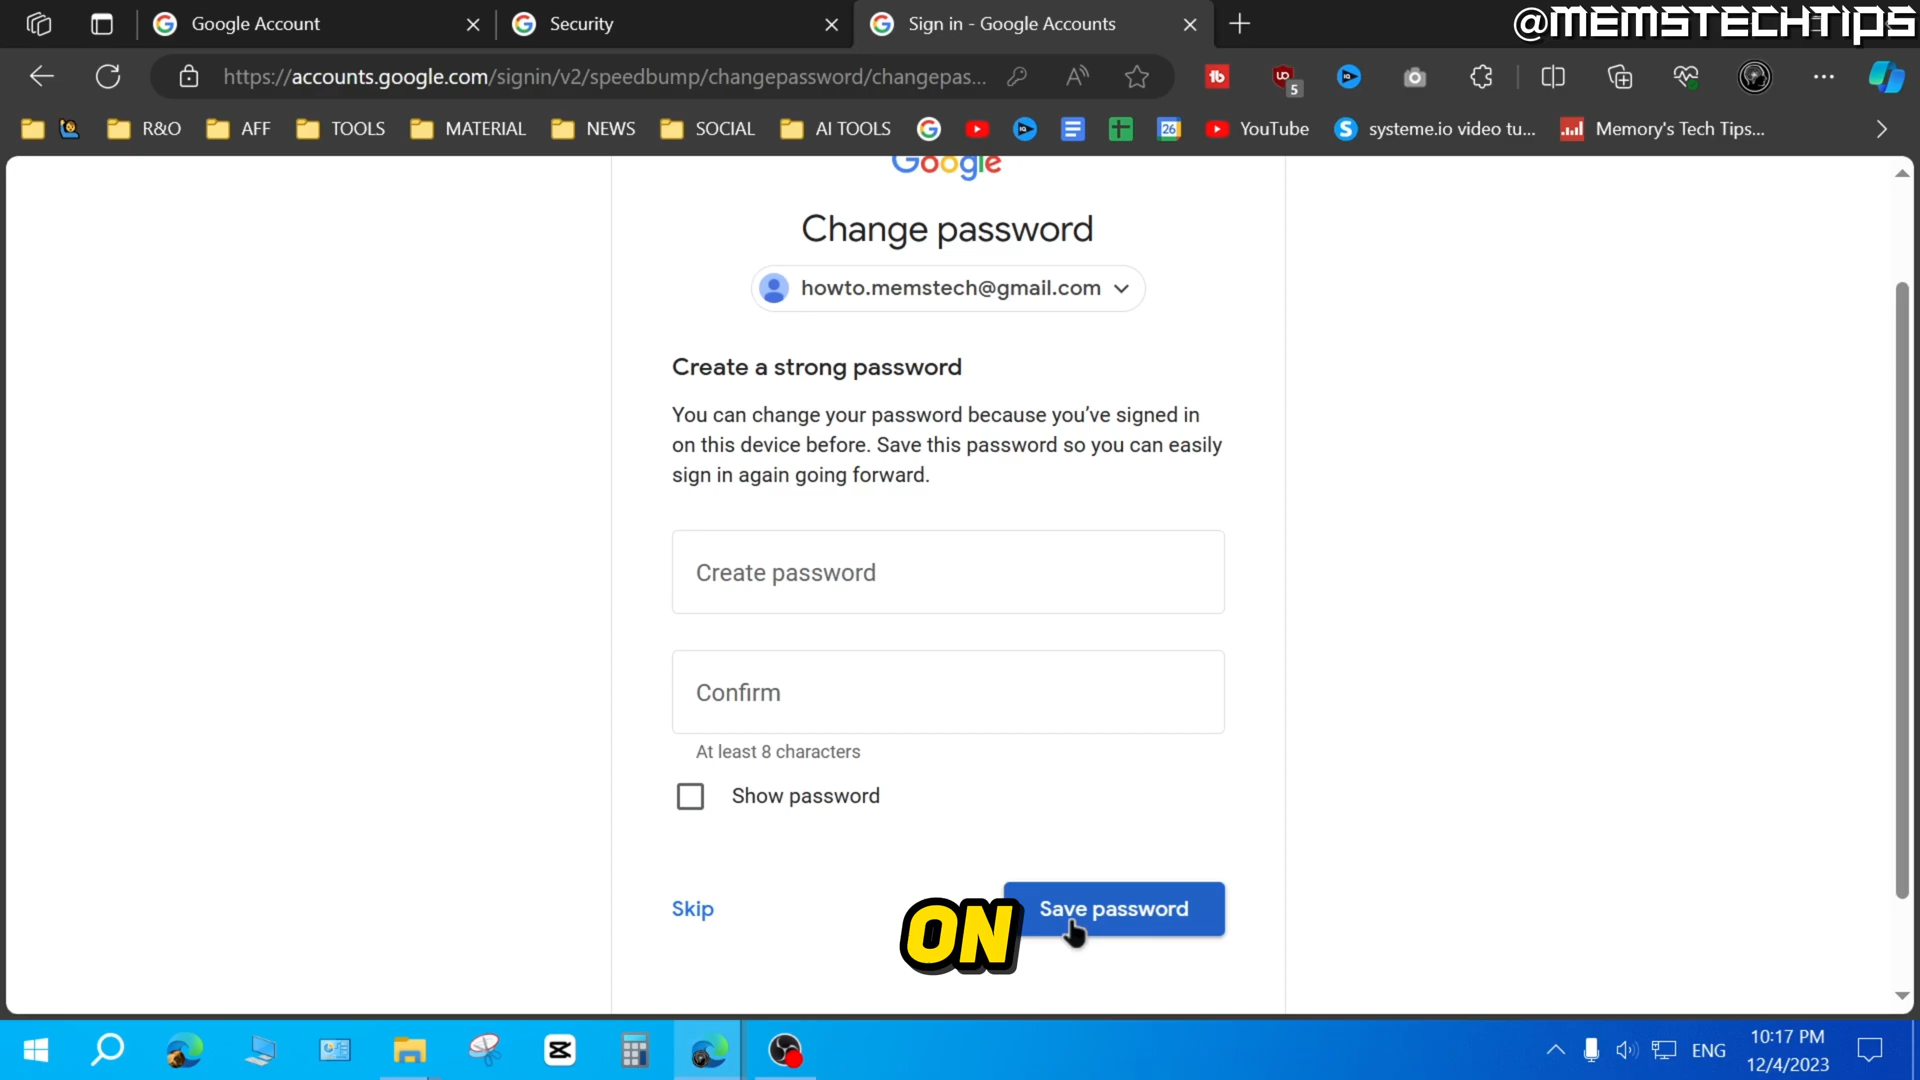 @MEMSTECHTIPS
Google Account
Security
Sign in - Google Accounts
https://accounts.google.com/signin/v2/speedbump/changepassword/changepas...
5
R&O
AFF
TOOLS
MATERIAL
NEWS
SOCIAL
AI TOOLS
26
YouTube
systeme.io video tu...
Memory's Tech Tips...
Google
Change password
howto.memstech@gmail.com
Create a strong password
You can change your password because you've signed in
on this device before. Save this password so you can easily
sign in again going forward.
Create password
Confirm
At least 8 characters
Show password
Skip
ON
Save password
ENG
10:17 PM
12/4/2023